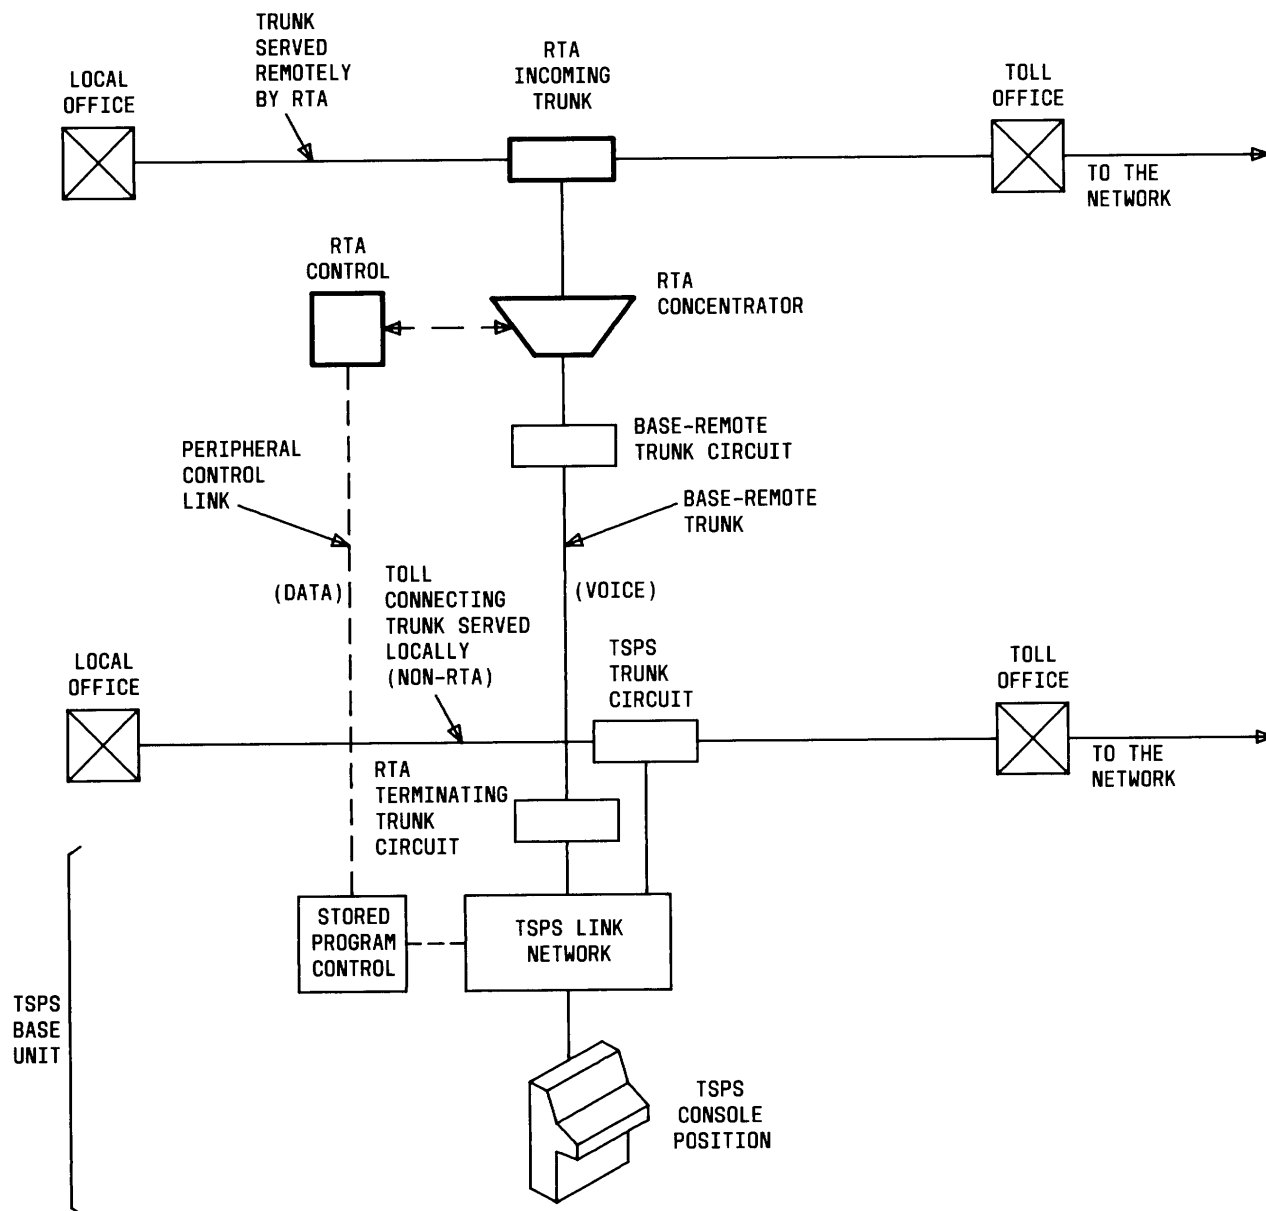 TRUNK
SERVED
REMOTELY
BY RTA
RTA
INCOMING
TRUNK
LOCAL
OFFICE
TOLL
OFFICE
TO THE
NETWORK
RTA
CONTROL
RTA
CONCENTRATOR
BASE-REMOTE
TRUNK CIRCUIT
PERIPHERAL
CONTROL
LINK
BASE-REMOTE
TRUNK
(DATA)
TOLL
CONNECTING
TRUNK SERVED
LOCALLY
(NON-RTA)
(VOICE)
TSPS
TRUNK
CIRCUIT
LOCAL
OFFICE
TOLL
OFFICE
TO THE
NETWORK
RTA
TERMINATING
TRUNK
CIRCUIT
STORED
PROGRAM
CONTROL
TSPS LINK
NETWORK
TSPS
BASE
UNIT
TSPS
CONSOLE
POSITION